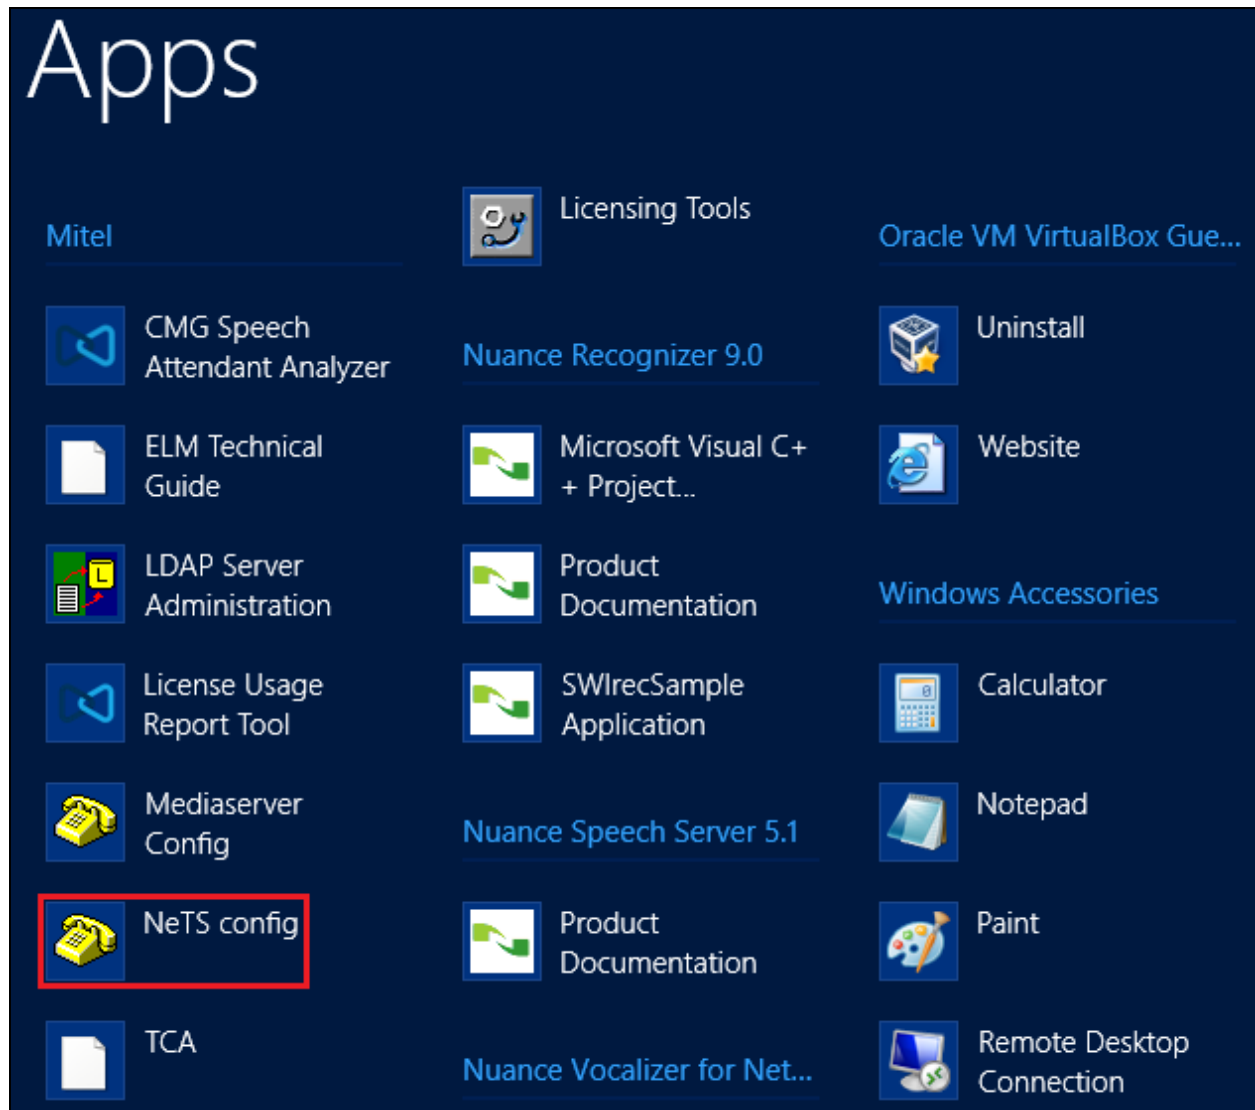 Apps
Mitel
CMG Speech
Attendant Analyzer
ELM Technical
Guide
LDAP Server
Administration
License Usage
Report Tool
Mediaserver
Config
NeTS config
TCA
Licensing Tools
Nuance Recognizer 9.0
Microsoft Visual C+
+ Project...
Product
Documentation
SWIrecSample
Application
Nuance Speech Server 5.1
Product
Documentation
Nuance Vocalizer for Net...
Oracle VM VirtualBox Gue...
Uninstall
Website
Windows Accessories
Calculator
Notepad
Paint
Remote Desktop
Connection